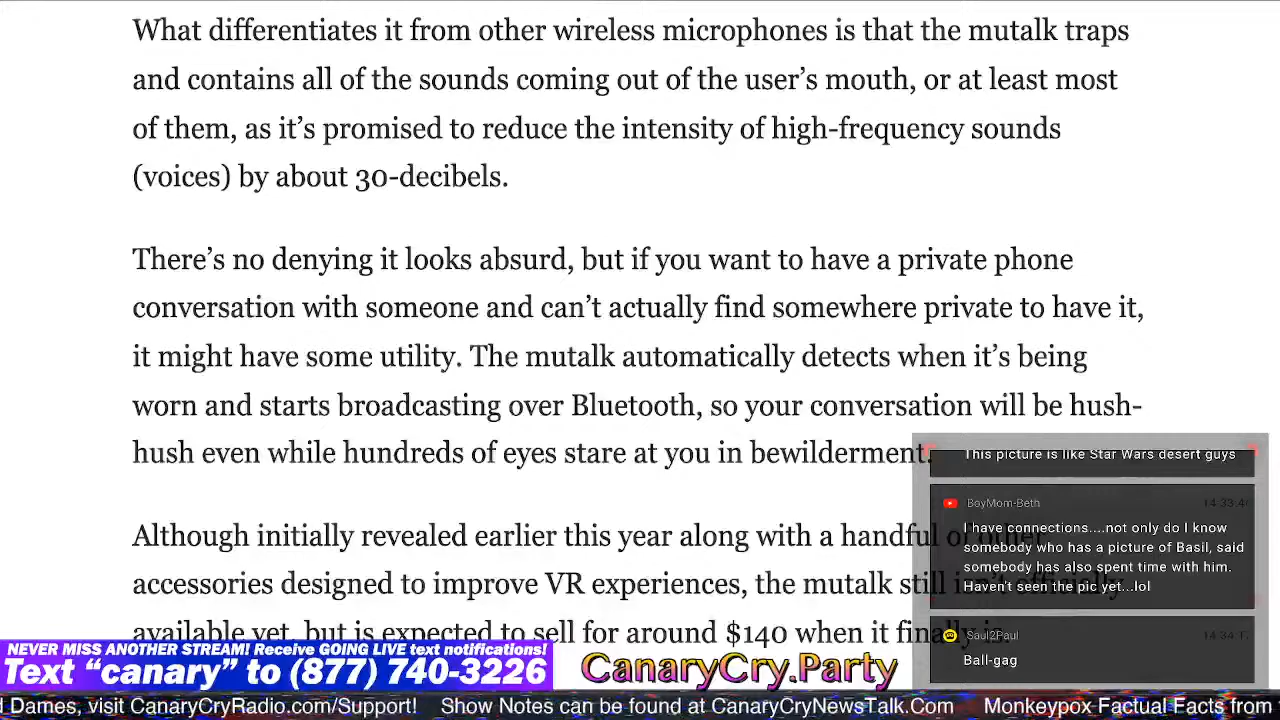 What differentiates it from other wireless microphones is that the mutalk traps
and contains all of the sounds coming out of the user's mouth, or at least most
of them, as it's promised to reduce the intensity of high-frequency sounds
(voices) by about 30-decibels.
There's no denying it looks absurd, but if you want to have a private phone
conversation with someone and can't actually find somewhere private to have it,
it might have some utility. The mutalk automatically detects when it's being
worn and starts broadcasting over Bluetooth, so your conversation will be hush-
hush even while hundreds of eyes stare at you in bewilderment.
Although initially revealed earlier this year along with a handful of other
accessories designed to improve VR experiences, the mutalk still isn't officially
available yet, but is expected to sell for around $140 when it finally is.
This picture is like Star Wars desert guys
BoyMom-Beth
I have connections....not only do I know
somebody who has a picture of Basil, said
somebody has also spent time with him.
Haven't seen the pic yet...lol
Saul2Paul
Ball-gag
NEVER MISS ANOTHER STREAM! Receive GOING LIVE text notifications!
Text “canary” to (877) 740-3226
CanaryCry.Party
d Dames, visit CanaryCryRadio.com/Support! Show Notes can be found at CanaryCryNewsTalk.Com Monkeypox Factual Facts from